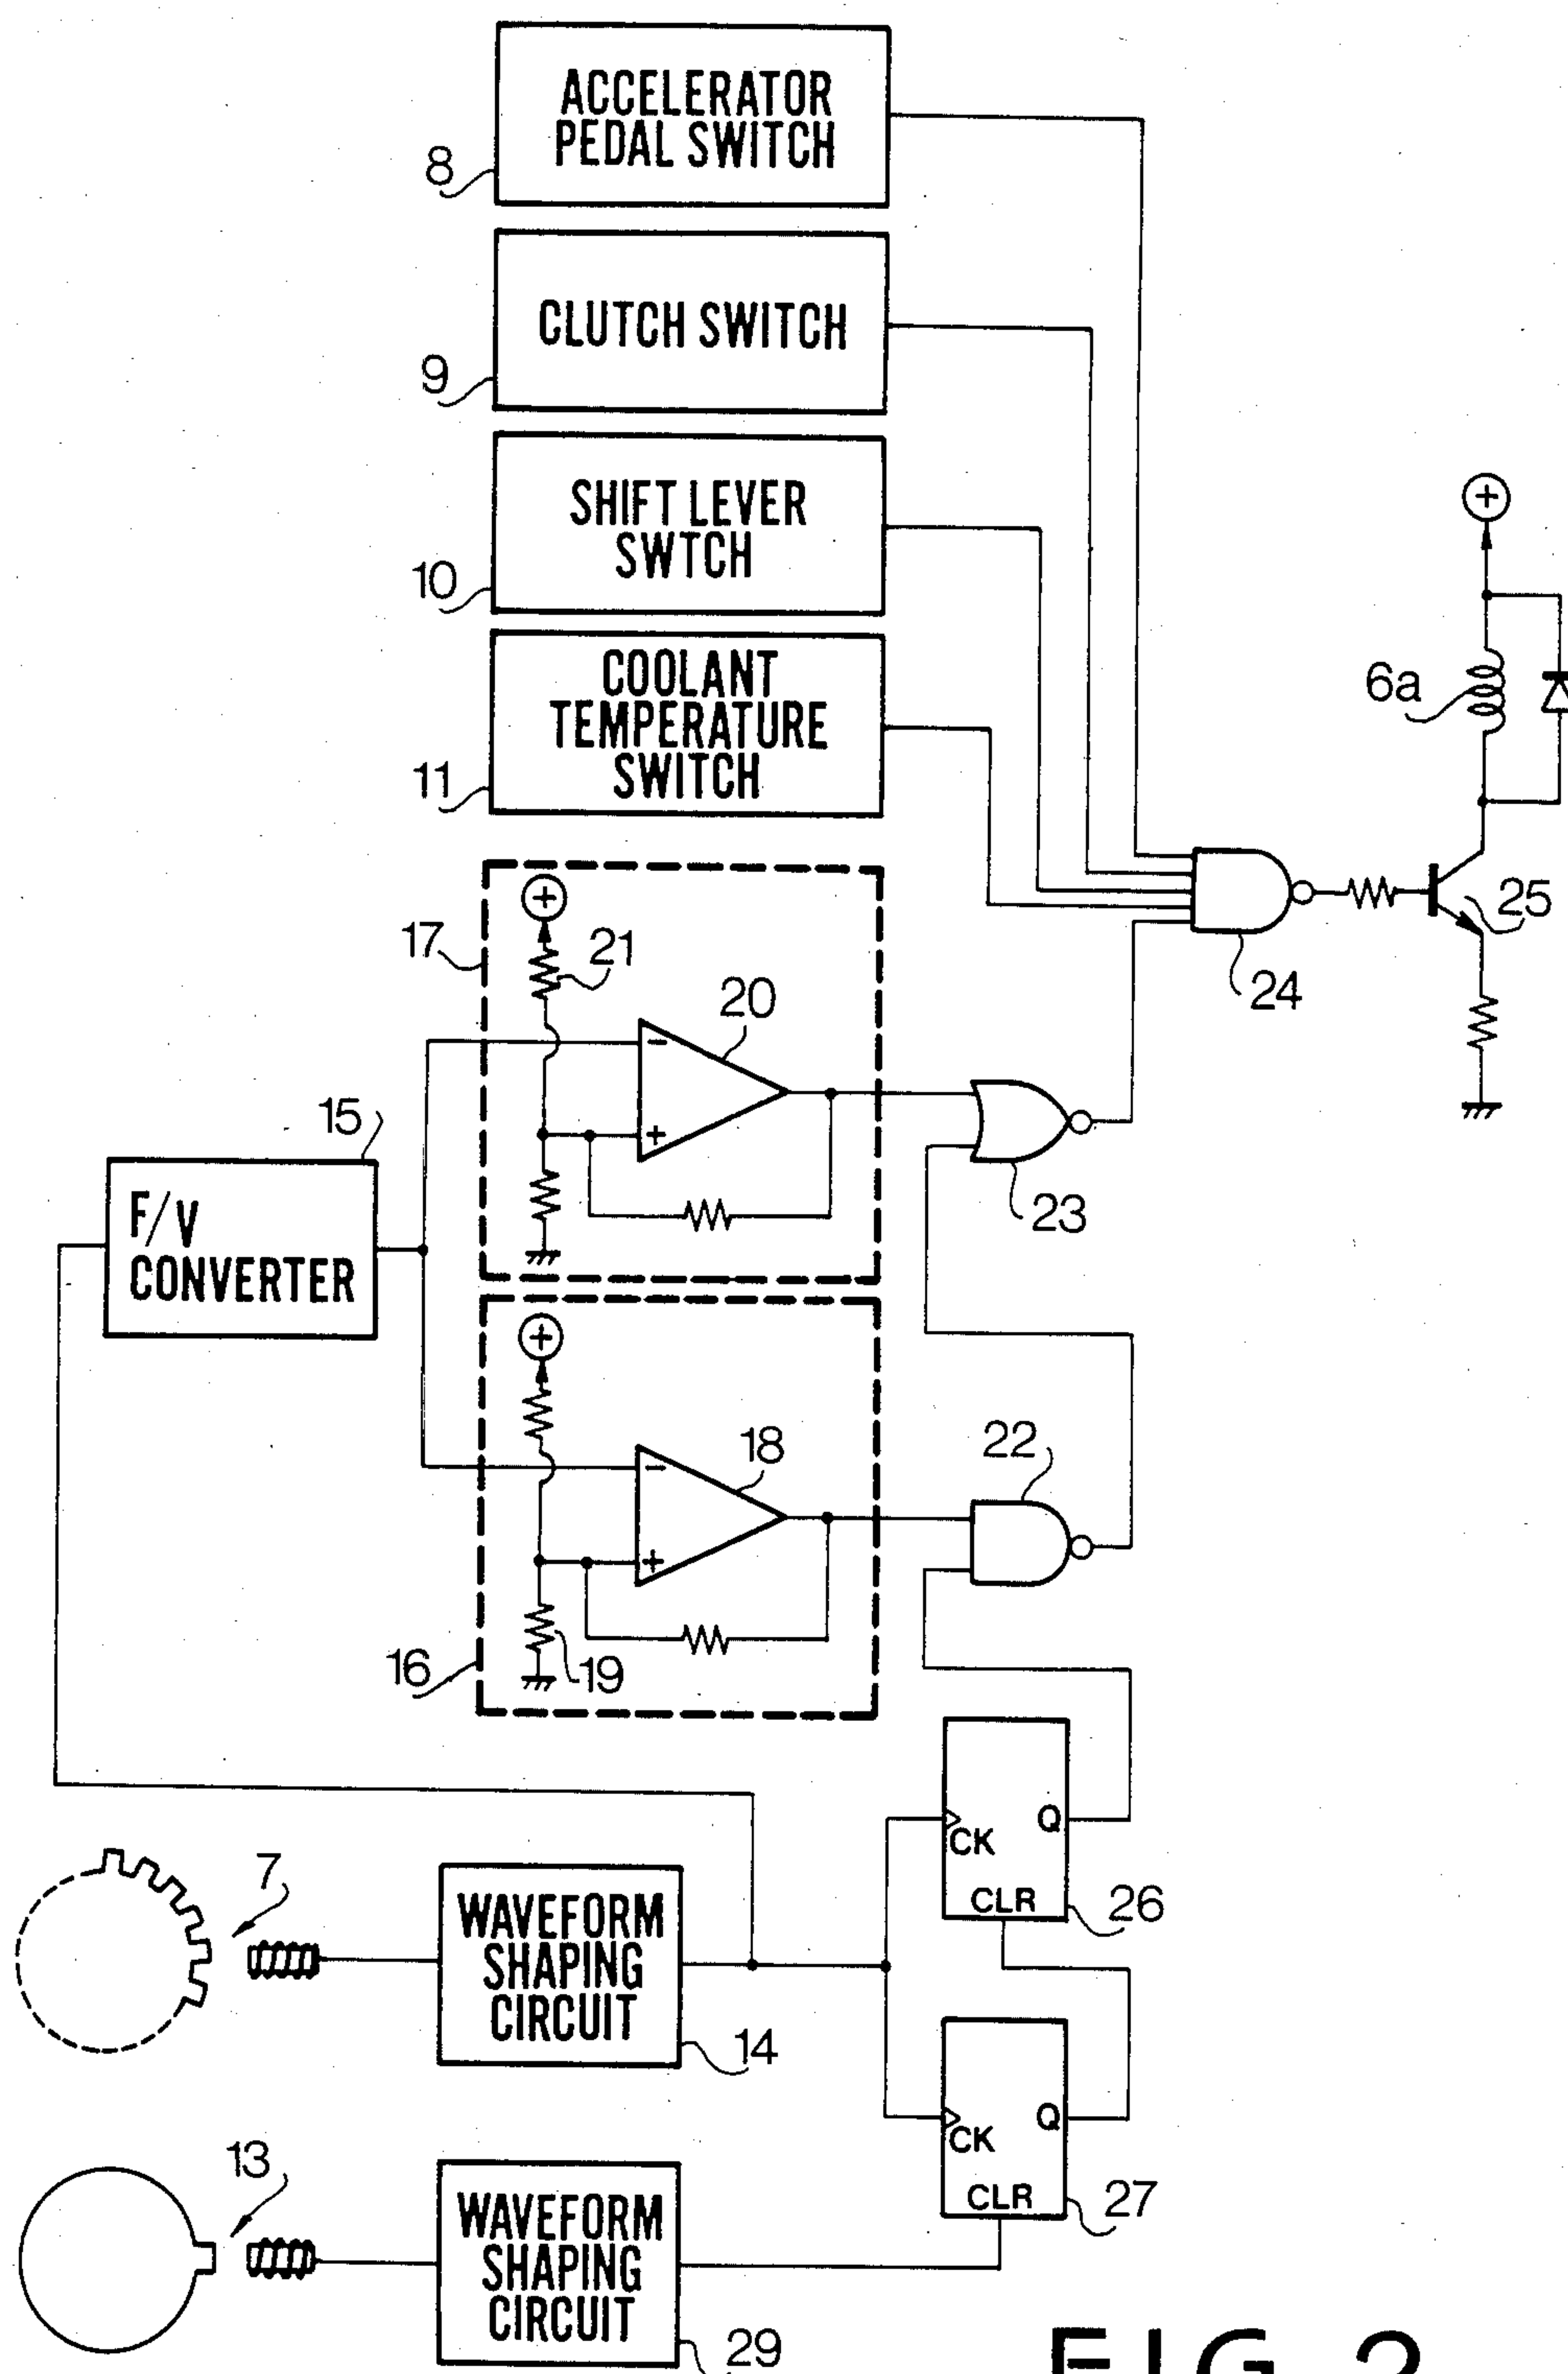 ACCELERATOR
PEDAL SWITCH
8
CLUTCH SWITCH
9
SHIFT LEVER
SWTCH
10
COOLANT
TEMPERATURE
SWITCH
11
+
6a
25
24
17
+
21
20
−
+
23
15
F/V
CONVERTER
+
18
−
+
22
16
19
CK
Q
CLR
26
7
WAVEFORM
SHAPING
CIRCUIT
14
CK
Q
CLR
27
13
WAVEFORM
SHAPING
CIRCUIT
29
FIG. 2